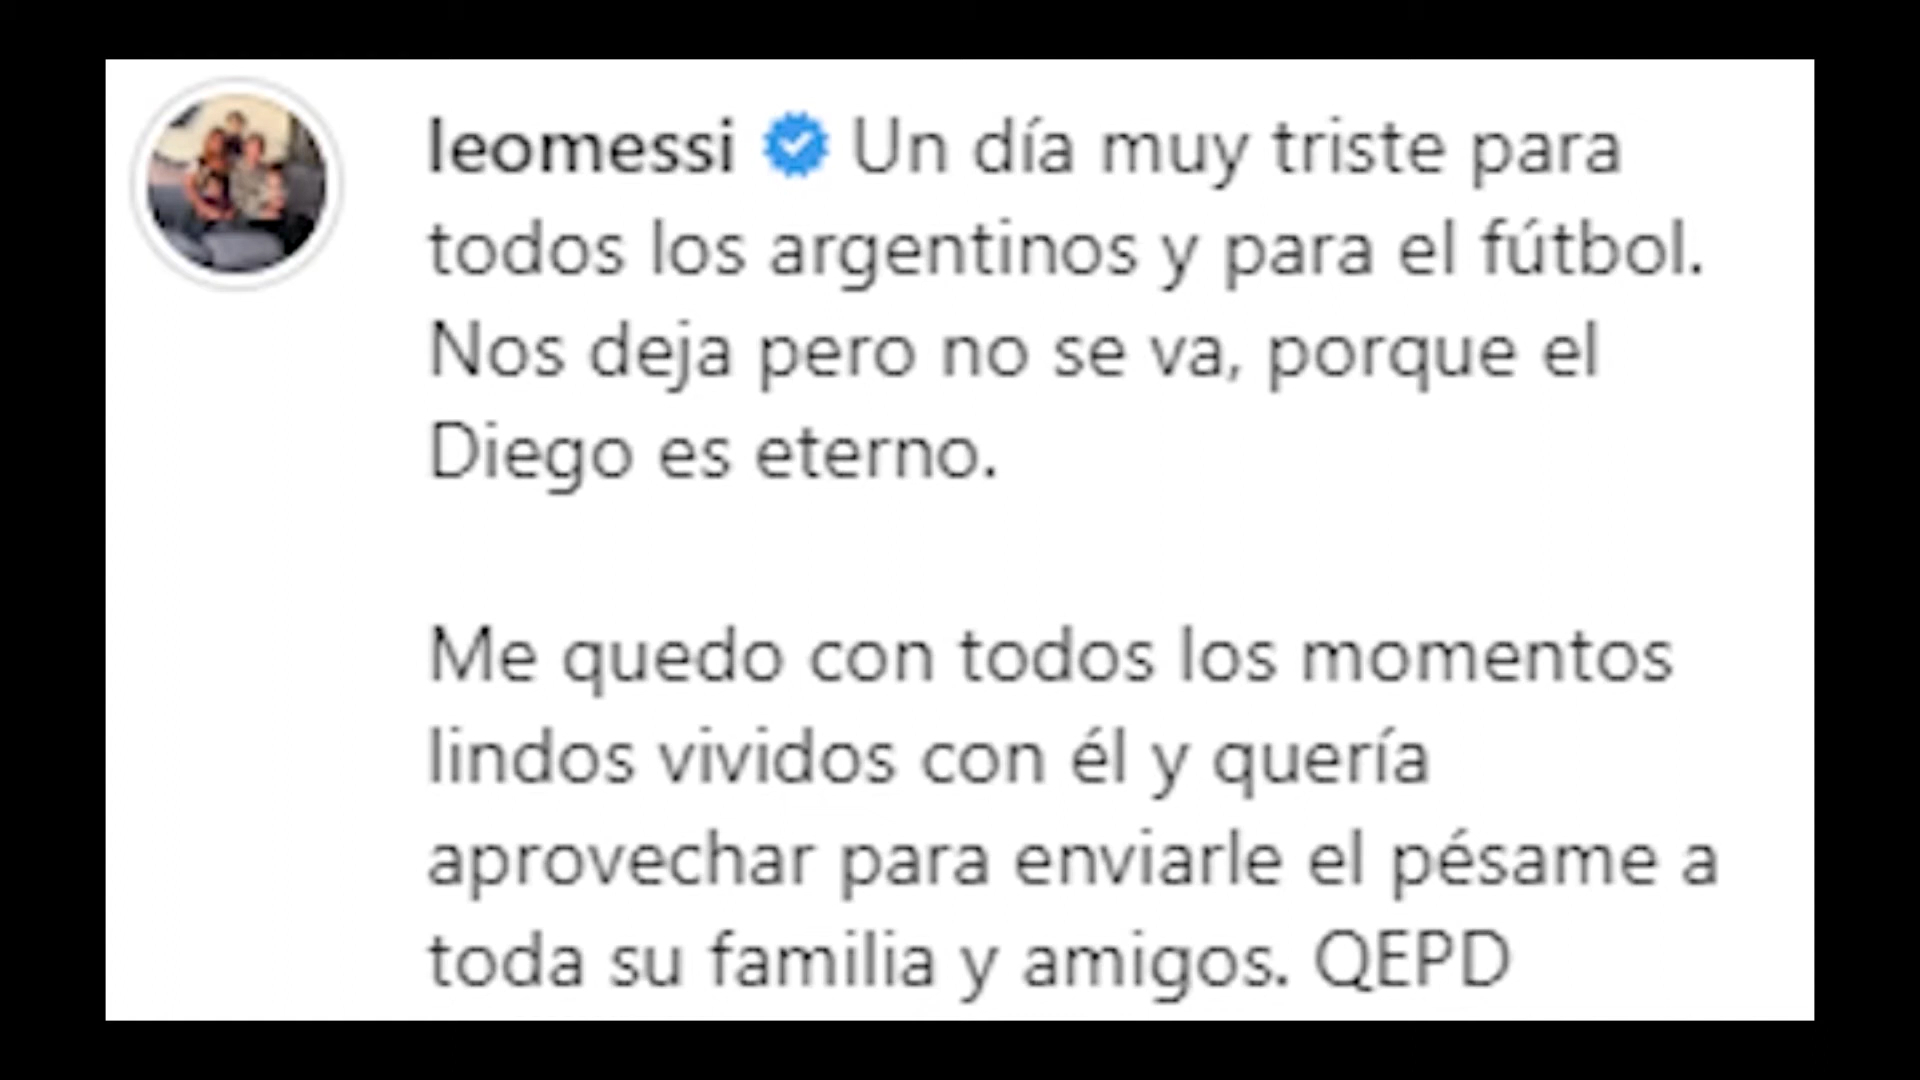 leomessi Un día muy triste para
todos los argentinos y para el fútbol.
Nos deja pero no se va, porque el
Diego es eterno.
Me quedo con todos los momentos
lindos vividos con él y quería
aprovechar para enviarle el pésame a
toda su familia y amigos. QEPD